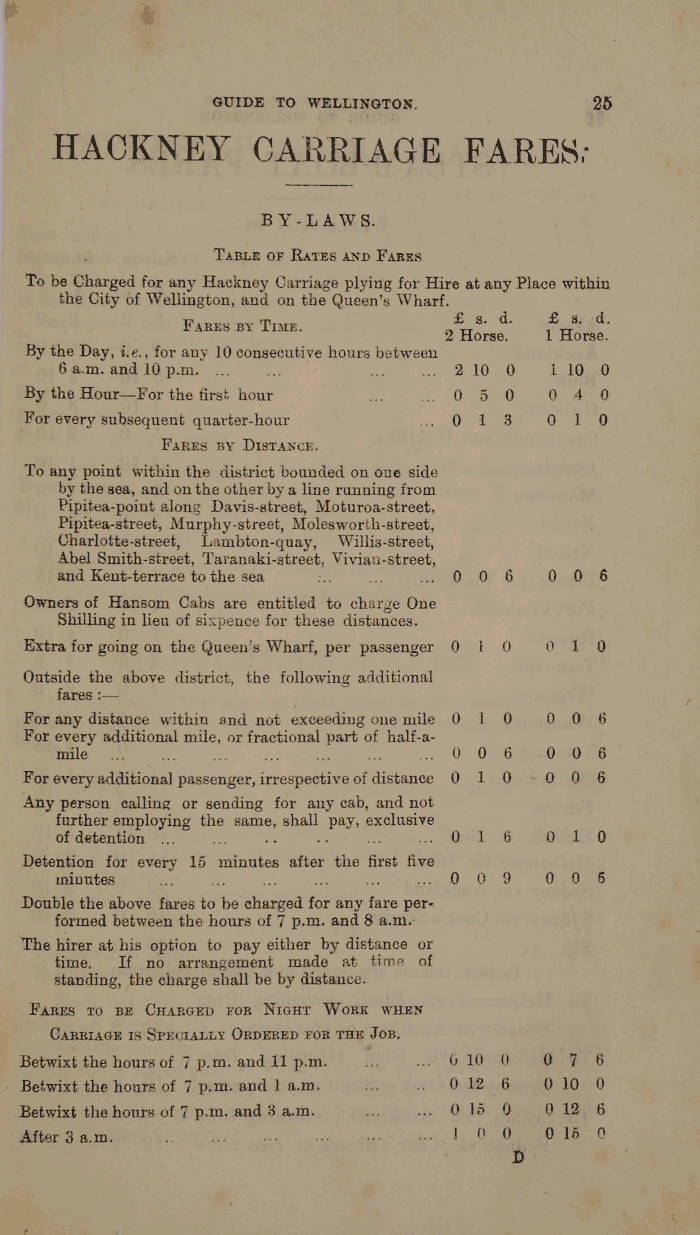 GUIDE TO WELLINGTON. 25
HACKNEY CARRIAGE FARES.
BY-LAWS.
TABLE OF RATES AND FARES
To be Charged for any Hackney Carriage plying for Hire at any Place within
the City of Wellington, and on the Queen's Wharf.
£ s. d. £ s. d.
FARES BY TIME. 2 Horse. 1 Horse.
By the Day, i.e., for any 10 consecutive hours between
6 a.m. and 10 p.m. ... ... ... 2 10 0 1 10 0
By the Hour—For the first hour ... ... 0 5 0 0 4 0
For every subsequent quarter-hour ... 0 1 3 0 1 0
FARES BY DISTANCE.
To any point within the district bounded on one side
by the sea, and on the other by a line running from
Pipitea-point along Davis-street, Moturoa-street,
Pipitea-street, Murphy-street, Molesworth-street,
Charlotte-street, Lambton-quay, Willis-street,
Abel Smith-street, Taranaki-street, Vivian-street,
and Kent-terrace to the sea ... ... ... 0 0 6 0 0 6
Owners of Hansom Cabs are entitled to charge One
Shilling in lieu of sixpence for these distances.
Extra for going on the Queen's Wharf, per passenger 0 1 0 0 1 0
Outside the above district, the following additional
fares :—
For any distance within and not exceeding one mile 0 1 0 0 0 6
For every additional mile, or fractional part of half-a-
mile ... ... ... ... ... ... ... 0 0 6 0 0 6
For every additional passenger, irrespective of distance 0 1 0 0 0 6
Any person calling or sending for any cab, and not
further employing the same, shall pay, exclusive
of detention ... ... .. .. ... ... 0 1 6 0 1 0
Detention for every 15 minutes after the first five
minutes ... ... ... ... ... ... 0 0 9 0 0 6
Double the above fares to be charged for any fare per-
formed between the hours of 7 p.m. and 8 a.m.
The hirer at his option to pay either by distance or
time. If no arrangement made at time of
standing, the charge shall be by distance.
FARES TO BE CHARGED FOR NIGHT WORK WHEN
CARRIAGE IS SPECIALLY ORDERED FOR THE JOB.
Betwixt the hours of 7 p.m. and 11 p.m. ... ... 0 10 0 0 7 6
Betwixt the hours of 7 p.m. and 1 a.m. ... .. 0 12 6 0 10 0
Betwixt the hours of 7 p.m. and 3 a.m. ... ... 0 15 0 0 12 6
After 3 a.m. .. ... ... ... ... ... 1 0 0 0 15 0
D